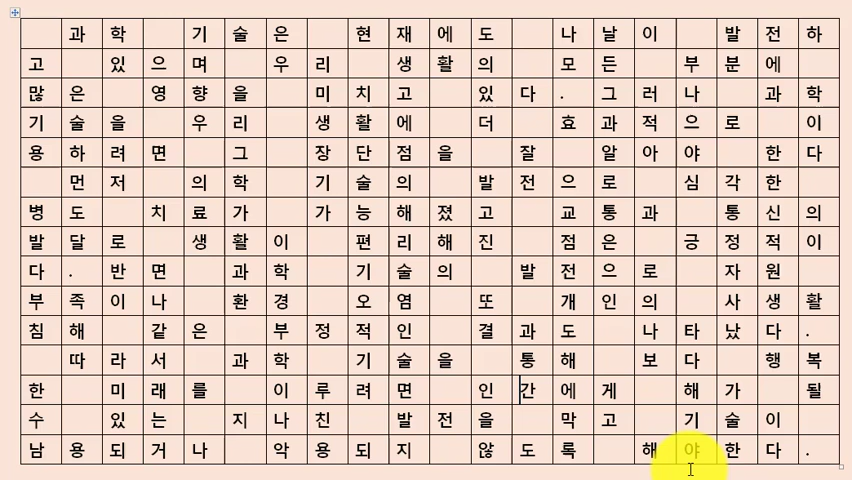 과학 기술은 현재에도 나날이 발전하
고 있으며 우리 생활의 모든 부분에
많은 영향을 미치고 있다. 그러나 과학
기술을 우리 생활에 더 효과적으로 이
용하려면 그 장단점을 잘 알아야 한다
먼저 의학 기술의 발전으로 심각한
병도 치료가 가능해졌고 교통과 통신의
발달로 생활이 편리해진 점은 긍정적이
다. 반면 과학 기술의 발전으로 자원
부족이나 환경 오염 또 개인의 사생활
침해 같은 부정적인 결과도 나타났다.
따라서 과학 기술을 통해 보다 행복
한 미래를 이루려면 인간에게 해가 될
수 있는 지나친 발전을 막고 기술이
남용되거나 악용되지 않도록 해야한다.